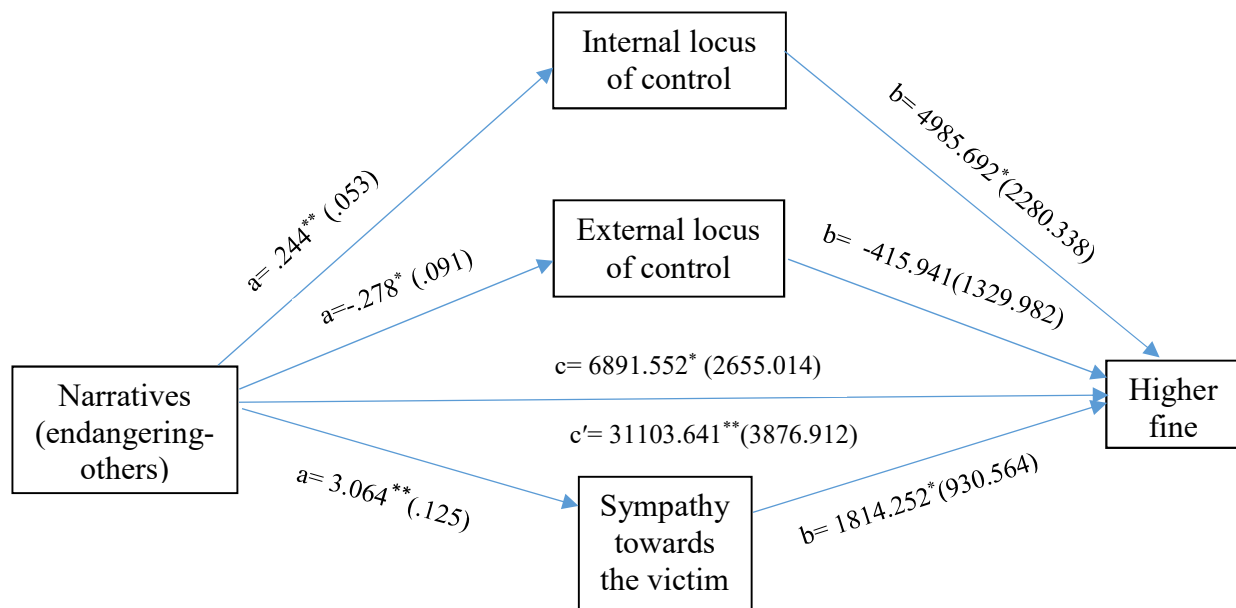 Internal locus
of control
b= 4985.692*(2280.338)
a= .244** (.053)
External locus
of control
b= -415.941(1329.982)
a=-.278* (.091)
c= 6891.552* (2655.014)
Narratives
(endangering-
others)
Higher
fine
c′= 31103.641**(3876.912)
a= 3.064**(.125)
Sympathy
towards
the victim
b= 1814.252*(930.564)